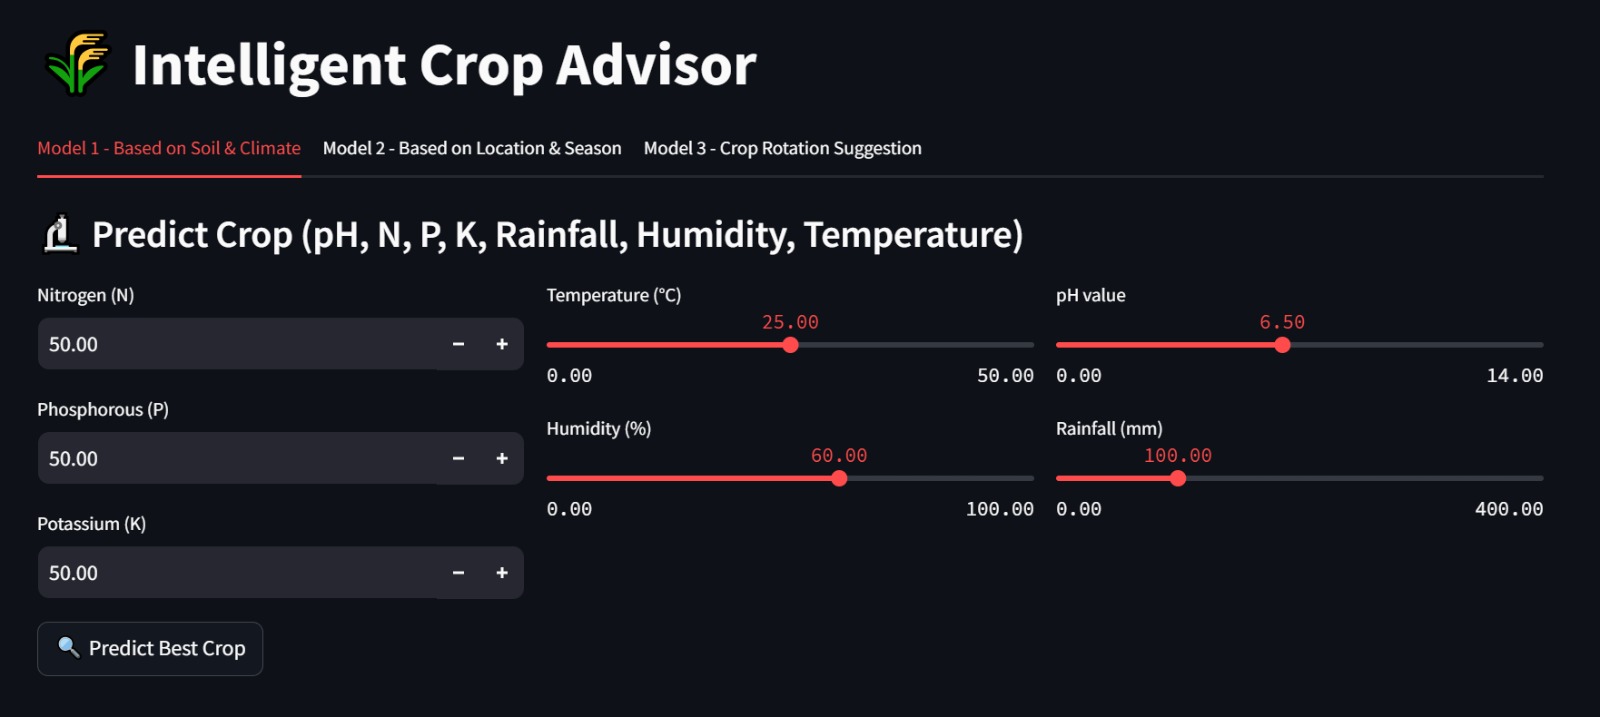 Intelligent Crop Advisor
Model 1 - Based on Soil & Climate Model 2 - Based on Location & Season Model 3 - Crop Rotation Suggestion
Predict Crop (pH, N, P, K, Rainfall, Humidity, Temperature)
Nitrogen (N)
50.00 − +
Phosphorous (P)
50.00 − +
Potassium (K)
50.00 − +
Temperature (°C)
25.00
0.00 50.00
Humidity (%)
60.00
0.00 100.00
pH value
6.50
0.00 14.00
Rainfall (mm)
100.00
0.00 400.00
Predict Best Crop